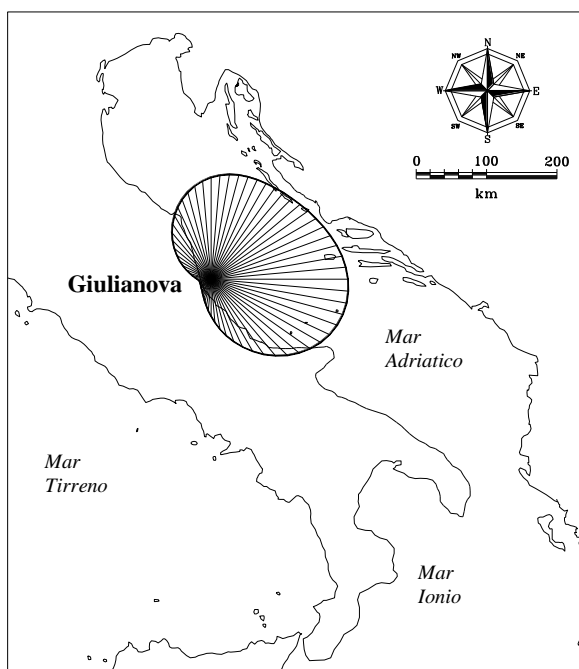 N
NW NE
W E
SW SE
S
0 100 200
km
Giulianova
Mar
Adriatico
Mar
Tirreno
Mar
Ionio